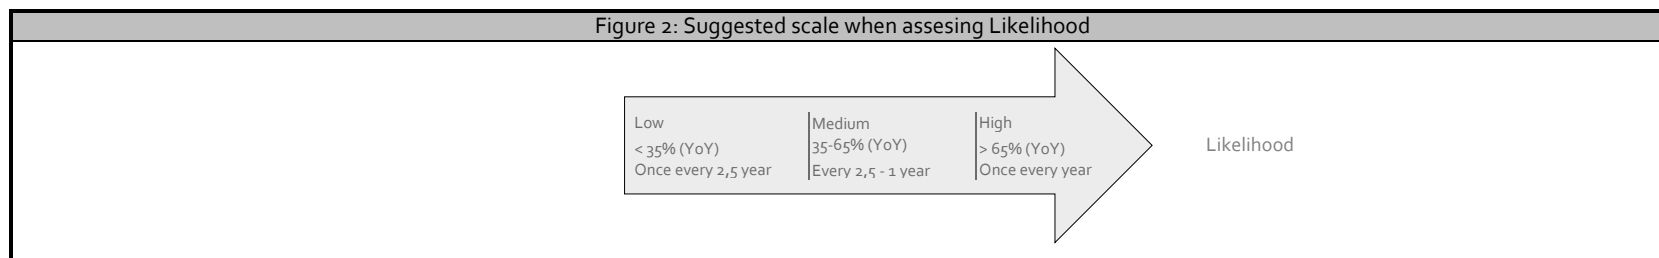 Figure 2: Suggested scale when assesing Likelihood
Low
< 35% (YoY)
Once every 2,5 year
Medium
35-65% (YoY)
Every 2,5 - 1 year
High
> 65% (YoY)
Once every year
Likelihood